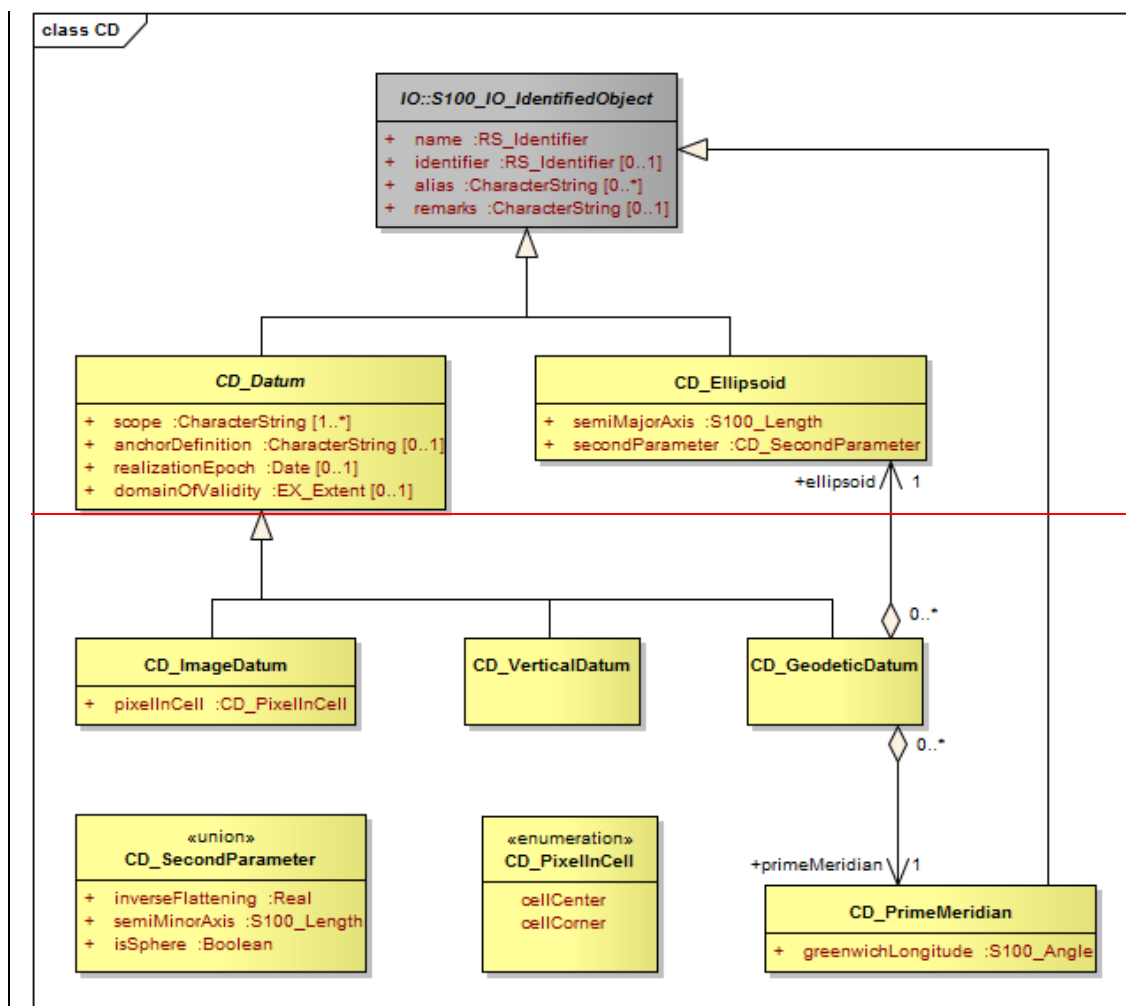 class CD
IO::S100_IO_IdentifiedObject
+ name :RS_Identifier
+ identifier :RS_Identifier [0..1]
+ alias :CharacterString [0..*]
+ remarks :CharacterString [0..1]
CD_Datum
+ scope :CharacterString [1..*]
+ anchorDefinition :CharacterString [0..1]
+ realizationEpoch :Date [0..1]
+ domainOfValidity :EX_Extent [0..1]
CD_Ellipsoid
+ semiMajorAxis :S100_Length
+ secondParameter :CD_SecondParameter
+ellipsoid 1
0..*
CD_ImageDatum
+ pixelInCell :CD_PixelInCell
CD_VerticalDatum
CD_GeodeticDatum
0..*
«union»
CD_SecondParameter
+ inverseFlattening :Real
+ semiMinorAxis :S100_Length
+ isSphere :Boolean
«enumeration»
CD_PixelInCell
cellCenter
cellCorner
+primeMeridian 1
CD_PrimeMeridian
+ greenwichLongitude :S100_Angle